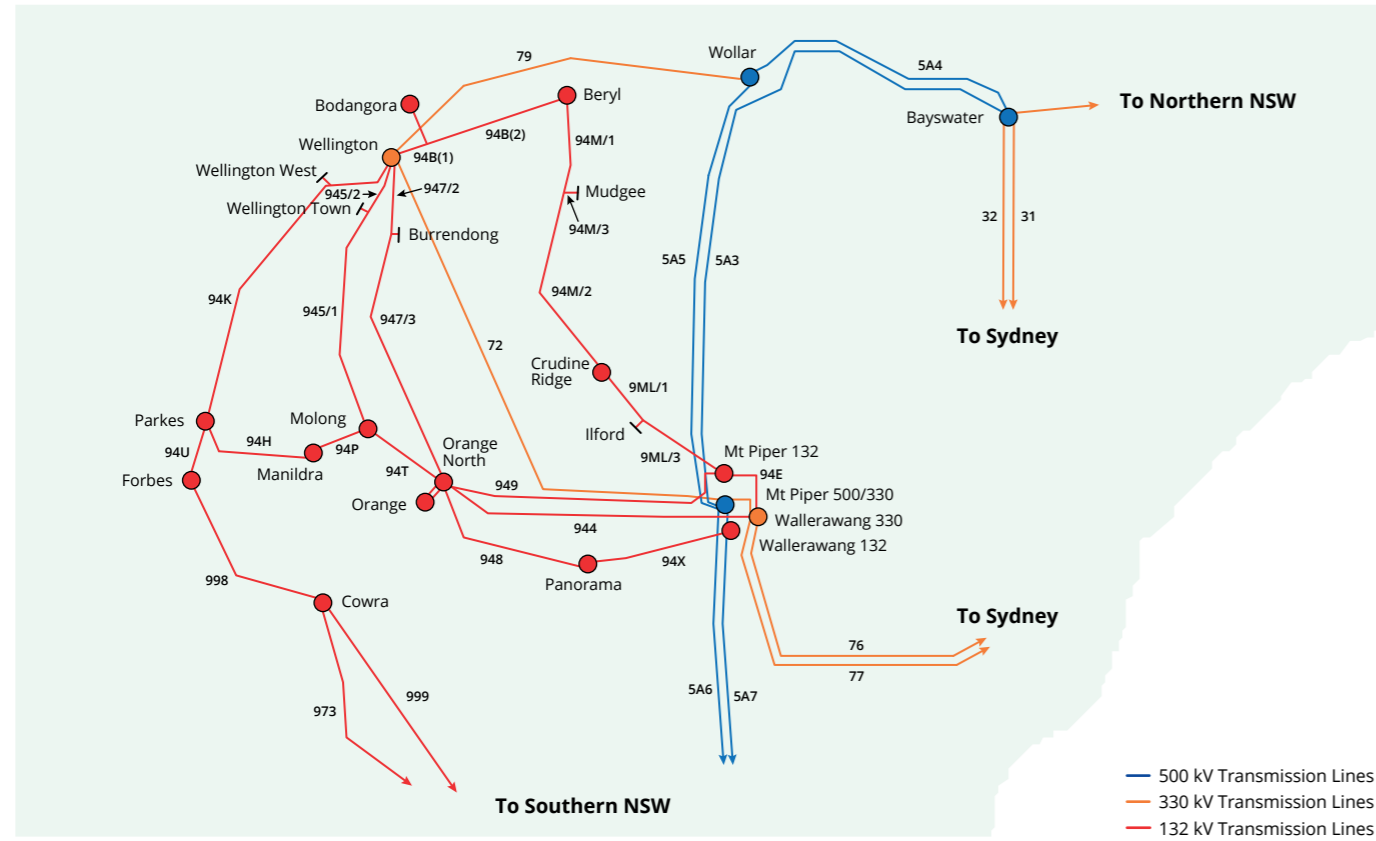 79
Wollar
5A4
Bodangora
Beryl
To Northern NSW
Bayswater
94B(2)
94M/1
Wellington
94B(1)
Wellington West
945/2
947/2
Mudgee
Wellington Town
94M/3
32
31
Burrendong
5A5
5A3
94K
94M/2
945/1
947/3
72
To Sydney
Crudine
Ridge
9ML/1
Parkes
Molong
Ilford
94H
94P
Orange
North
Mt Piper 132
94U
9ML/3
Manildra
94T
94E
Forbes
949
Mt Piper 500/330
Orange
Wallerawang 330
944
Wallerawang 132
948
94X
998
Panorama
Cowra
To Sydney
76
77
5A6
5A7
999
973
To Southern NSW
500 kV Transmission Lines
330 kV Transmission Lines
132 kV Transmission Lines